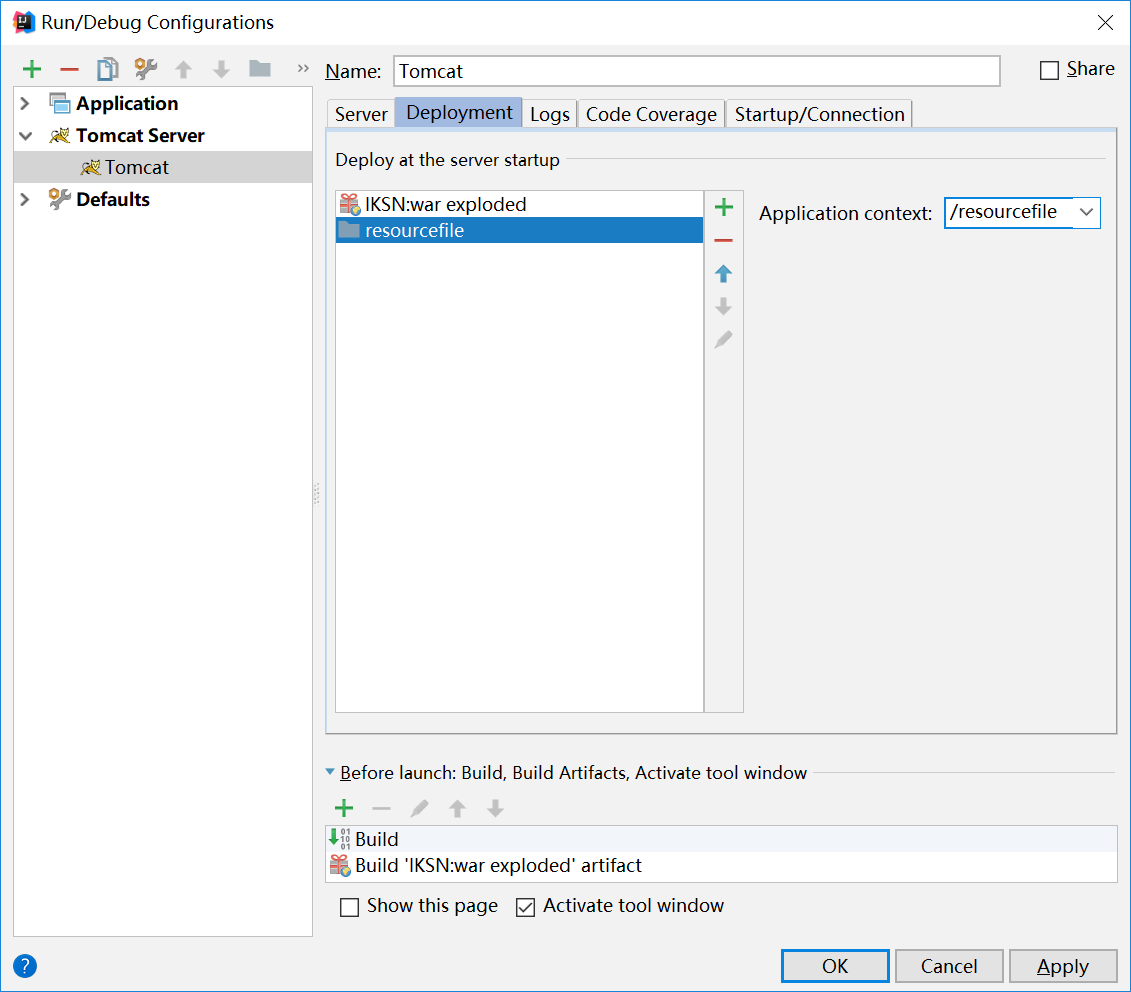 Run/Debug Configurations
Name: Tomcat
Share
Application
Tomcat Server
Tomcat
Defaults
Server Deployment Logs Code Coverage Startup/Connection
Deploy at the server startup
IKSN:war exploded
resourcefile
Application context: /resourcefile
Before launch: Build, Build Artifacts, Activate tool window
Build
Build 'IKSN:war exploded' artifact
Show this page Activate tool window
? OK Cancel Apply